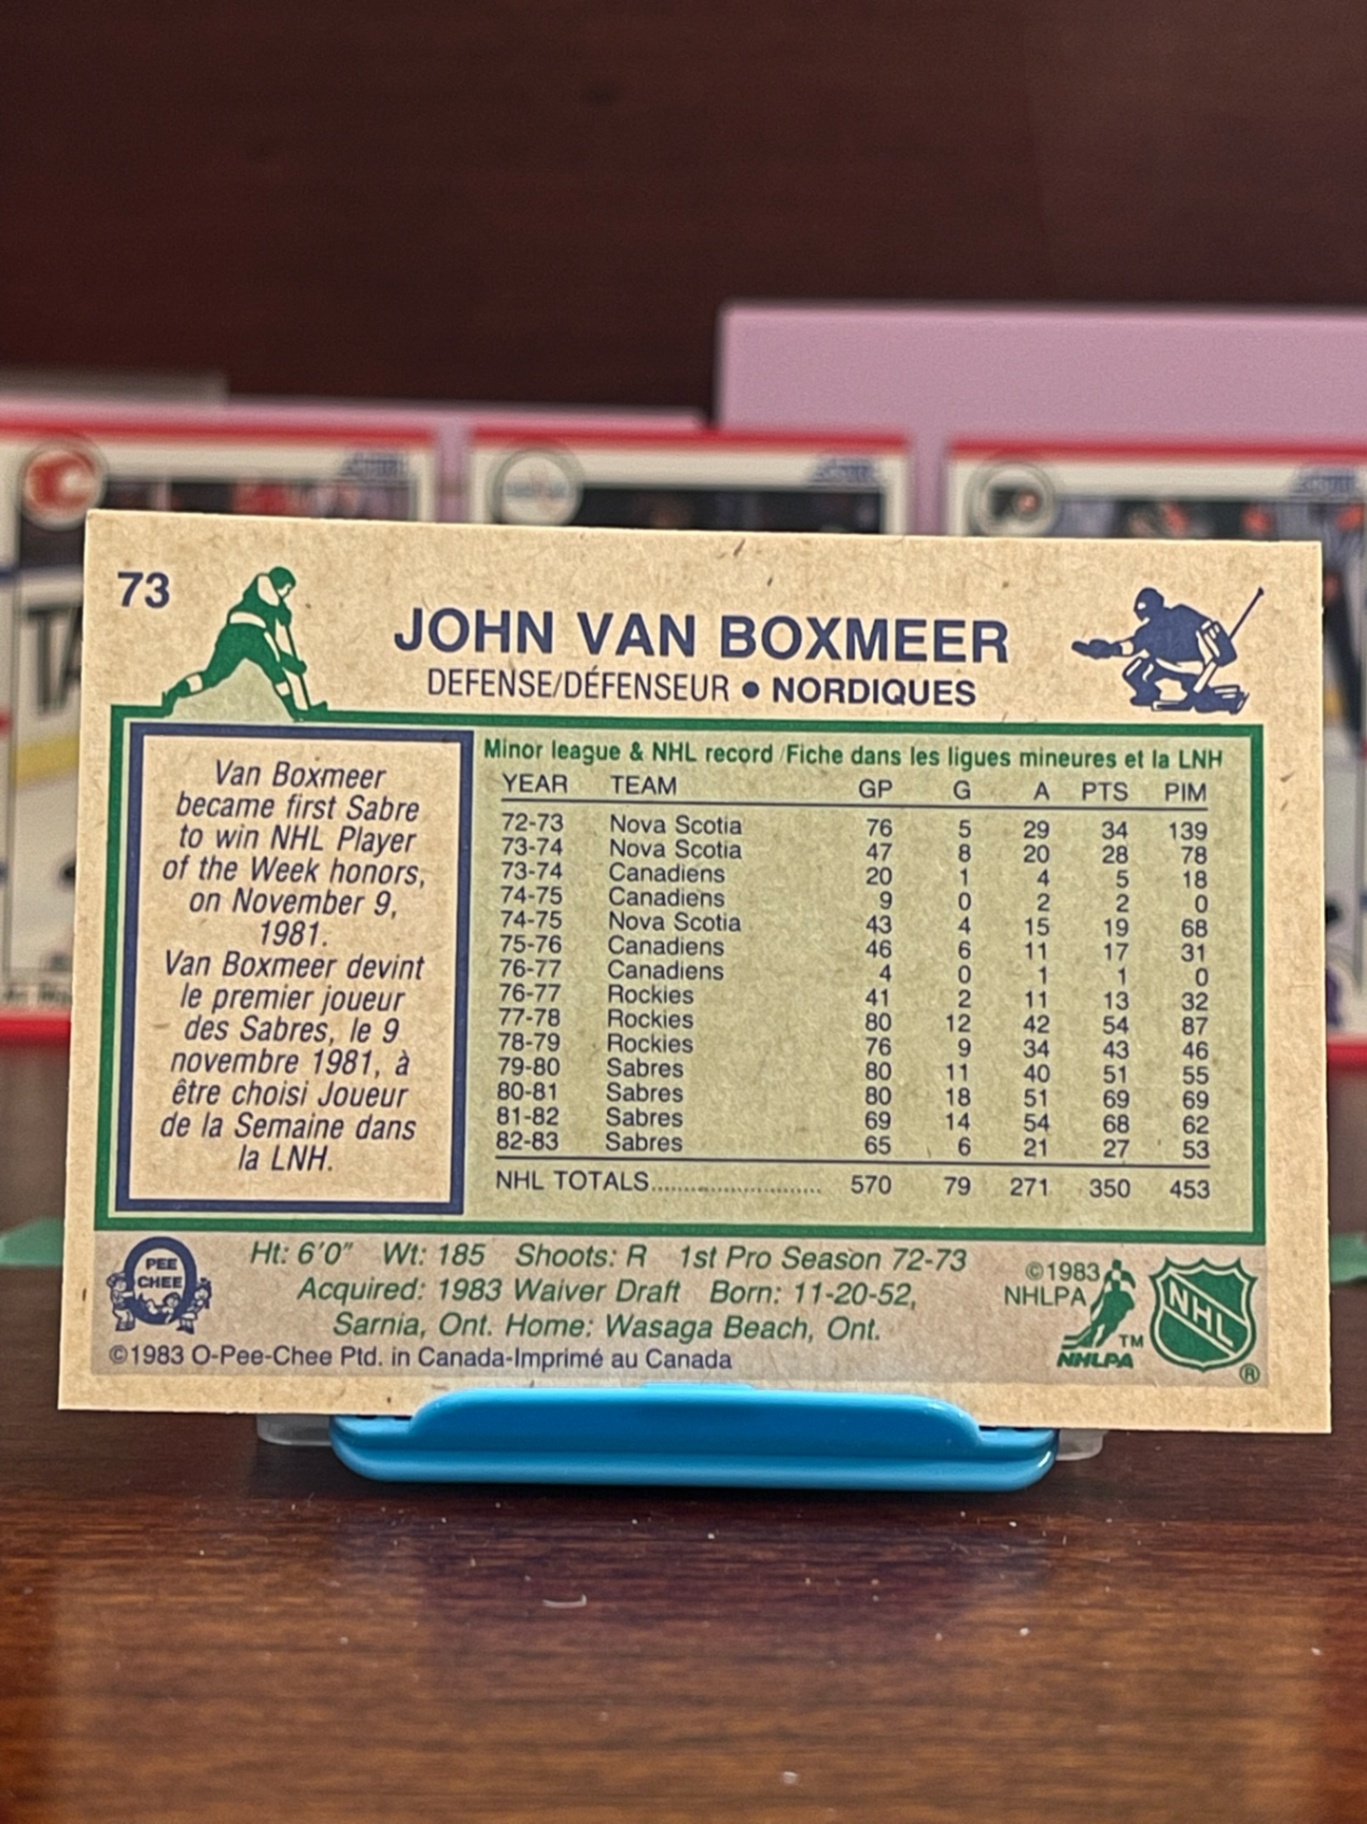 73
JOHN VAN BOXMEER
DEFENSE/DÉFENSEUR • NORDIQUES
Van Boxmeer
became first Sabre
to win NHL Player
of the Week honors,
on November 9,
1981.
Van Boxmeer devint
le premier joueur
des Sabres, le 9
novembre 1981, à
être choisi Joueur
de la Semaine dans
la LNH.
Minor league & NHL record /Fiche dans les ligues mineures et la LNH
YEAR TEAM GP G A PTS PIM
72-73 Nova Scotia 76 5 29 34 139
73-74 Nova Scotia 47 8 20 28 78
73-74 Canadiens 20 1 4 5 18
74-75 Canadiens 9 0 2 2 0
74-75 Nova Scotia 43 4 15 19 68
75-76 Canadiens 46 6 11 17 31
76-77 Canadiens 4 0 1 1 0
76-77 Rockies 41 2 11 13 32
77-78 Rockies 80 12 42 54 87
78-79 Rockies 76 9 34 43 46
79-80 Sabres 80 11 40 51 55
80-81 Sabres 80 18 51 69 69
81-82 Sabres 69 14 54 68 62
82-83 Sabres 65 6 21 27 53
NHL TOTALS............................ 570 79 271 350 453
PEE
CHEE
Ht: 6'0" Wt: 185 Shoots: R 1st Pro Season 72-73
Acquired: 1983 Waiver Draft Born: 11-20-52,
Sarnia, Ont. Home: Wasaga Beach, Ont.
©1983 O-Pee-Chee Ptd. in Canada-Imprimé au Canada
©1983
NHLPA
TM
NHLPA
NHL
®